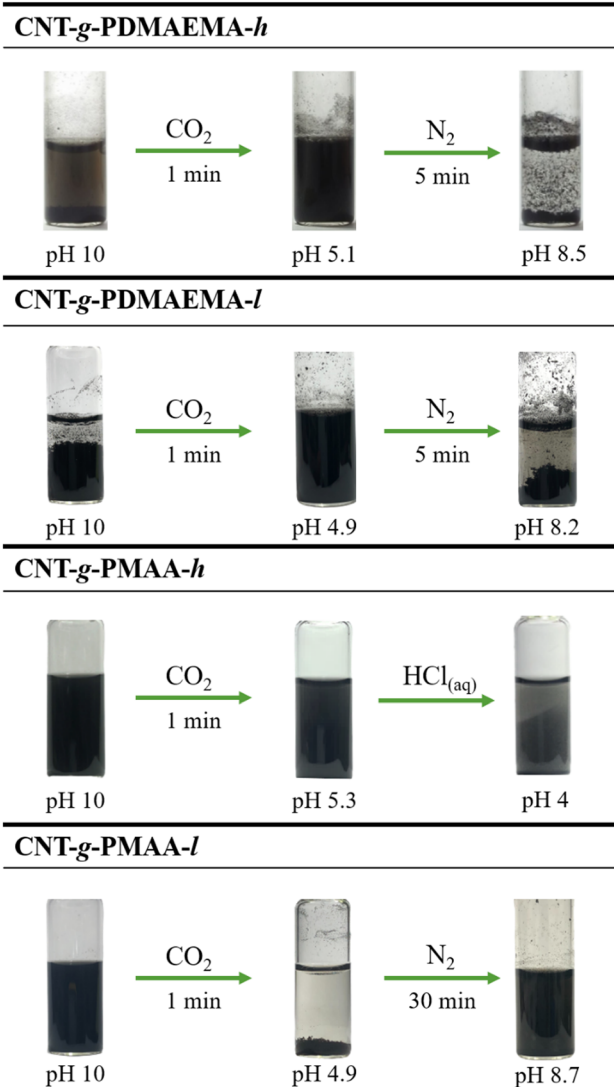 CNT-g-PDMAEMA-h
CO2 N2
1 min 5 min
pH 10 pH 5.1 pH 8.5
CNT-g-PDMAEMA-l
CO2 N2
1 min 5 min
pH 10 pH 4.9 pH 8.2
CNT-g-PMAA-h
CO2 HCl(aq)
1 min
pH 10 pH 5.3 pH 4
CNT-g-PMAA-l
CO2 N2
1 min 30 min
pH 10 pH 4.9 pH 8.7